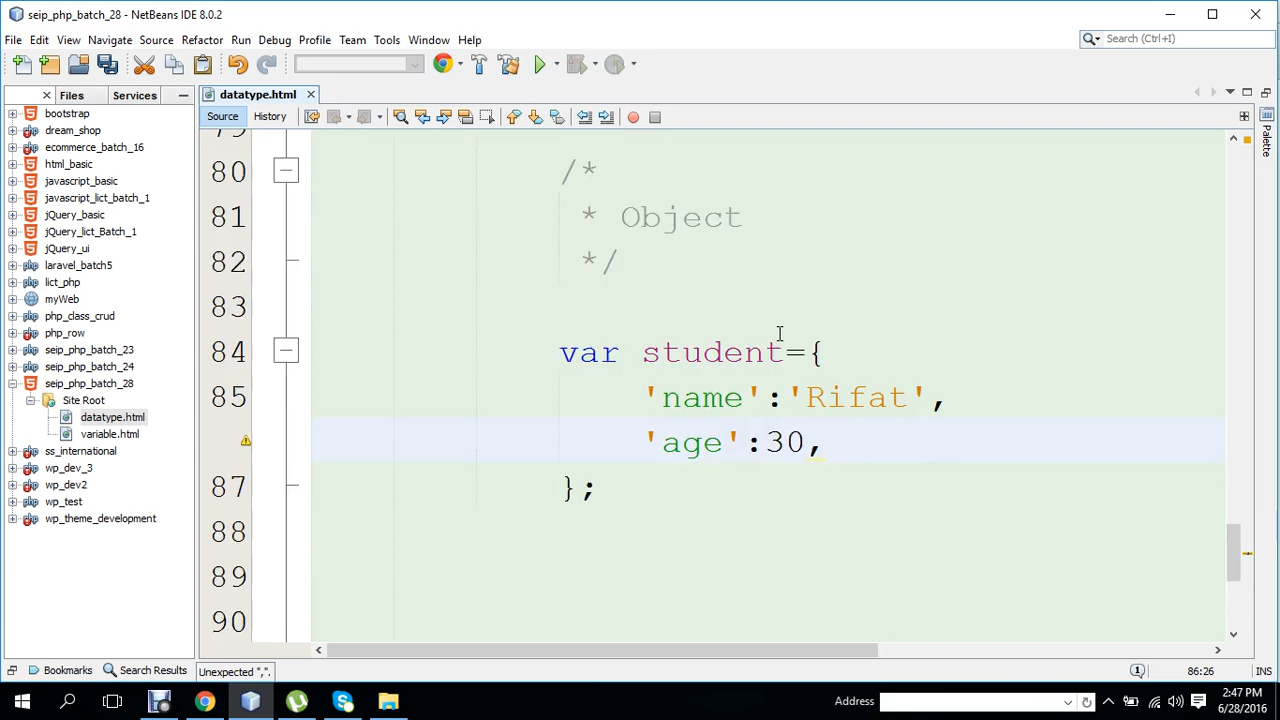 seip_php_batch_28 - NetBeans IDE 8.0.2
File Edit View Navigate Source Refactor Run Debug Profile Team Tools Window Help
Search (Ctrl+I)
Files Services
datatype.html
Source History
Palette
bootstrap
dream_shop
ecommerce_batch_16
html_basic
javascript_basic
javascript_lict_batch_1
jQuery_basic
jQuery_lict_Batch_1
jQuery_ui
laravel_batch5
lict_php
myWeb
php_class_crud
php_row
seip_php_batch_23
seip_php_batch_24
seip_php_batch_28
Site Root
datatype.html
variable.html
ss_international
wp_dev_3
wp_dev2
wp_test
wp_theme_development
79
80 /*
81 * Object
82 */
83
84 var student={
85 'name':'Rifat',
'age':30,
87 };
88
89
90
Bookmarks Search Results Unexpected ",".
1 86:26 INS
Address
2:47 PM
6/28/2016